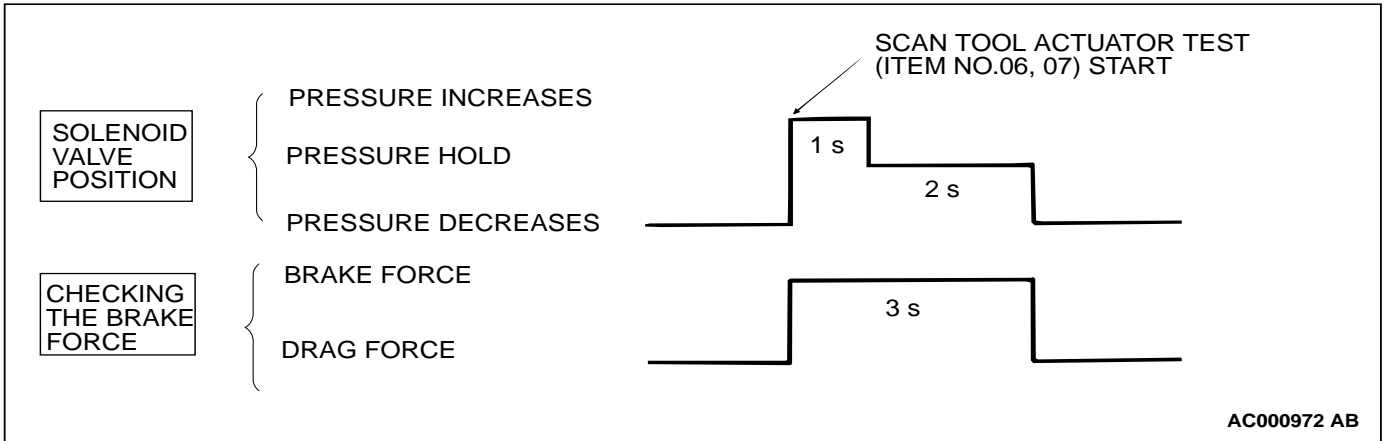 SCAN TOOL ACTUATOR TEST
(ITEM NO.06, 07) START
SOLENOID
VALVE
POSITION
PRESSURE INCREASES
PRESSURE HOLD
PRESSURE DECREASES
1 s
2 s
CHECKING
THE BRAKE
FORCE
BRAKE FORCE
DRAG FORCE
3 s
AC000972 AB